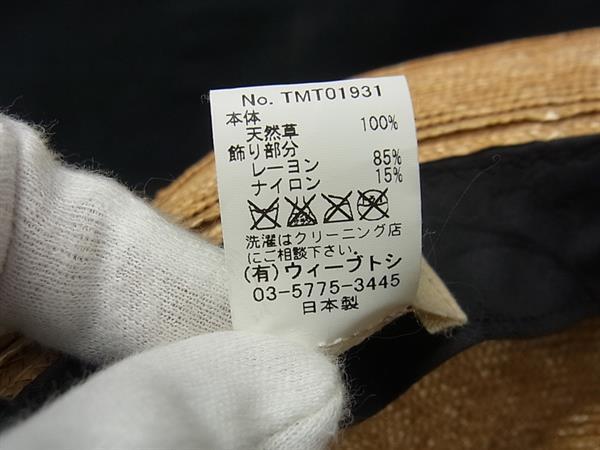 No. TMT01931
本体
天然草 100%
飾り部分
レーヨン 85%
ナイロン 15%
洗濯はクリーニング店
にご相談下さい。
(有)ウィーブトシ
03-5775-3445
日本製